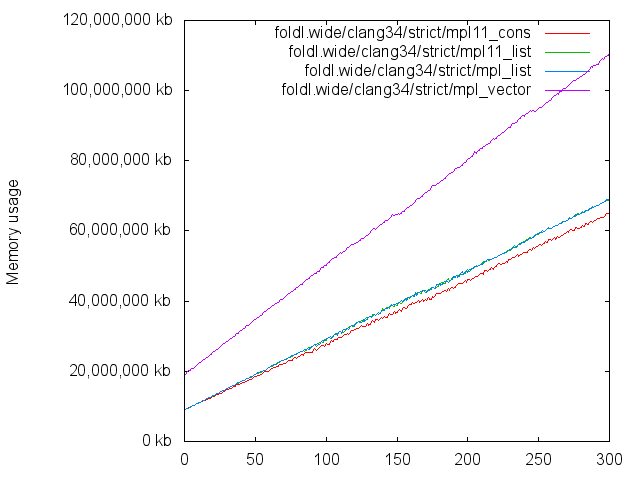 120,000,000 kb
100,000,000 kb
80,000,000 kb
60,000,000 kb
40,000,000 kb
20,000,000 kb
0 kb
Memory usage
foldl.wide/clang34/strict/mpl11_cons
foldl.wide/clang34/strict/mpl11_list
foldl.wide/clang34/strict/mpl_list
foldl.wide/clang34/strict/mpl_vector
0 50 100 150 200 250 300